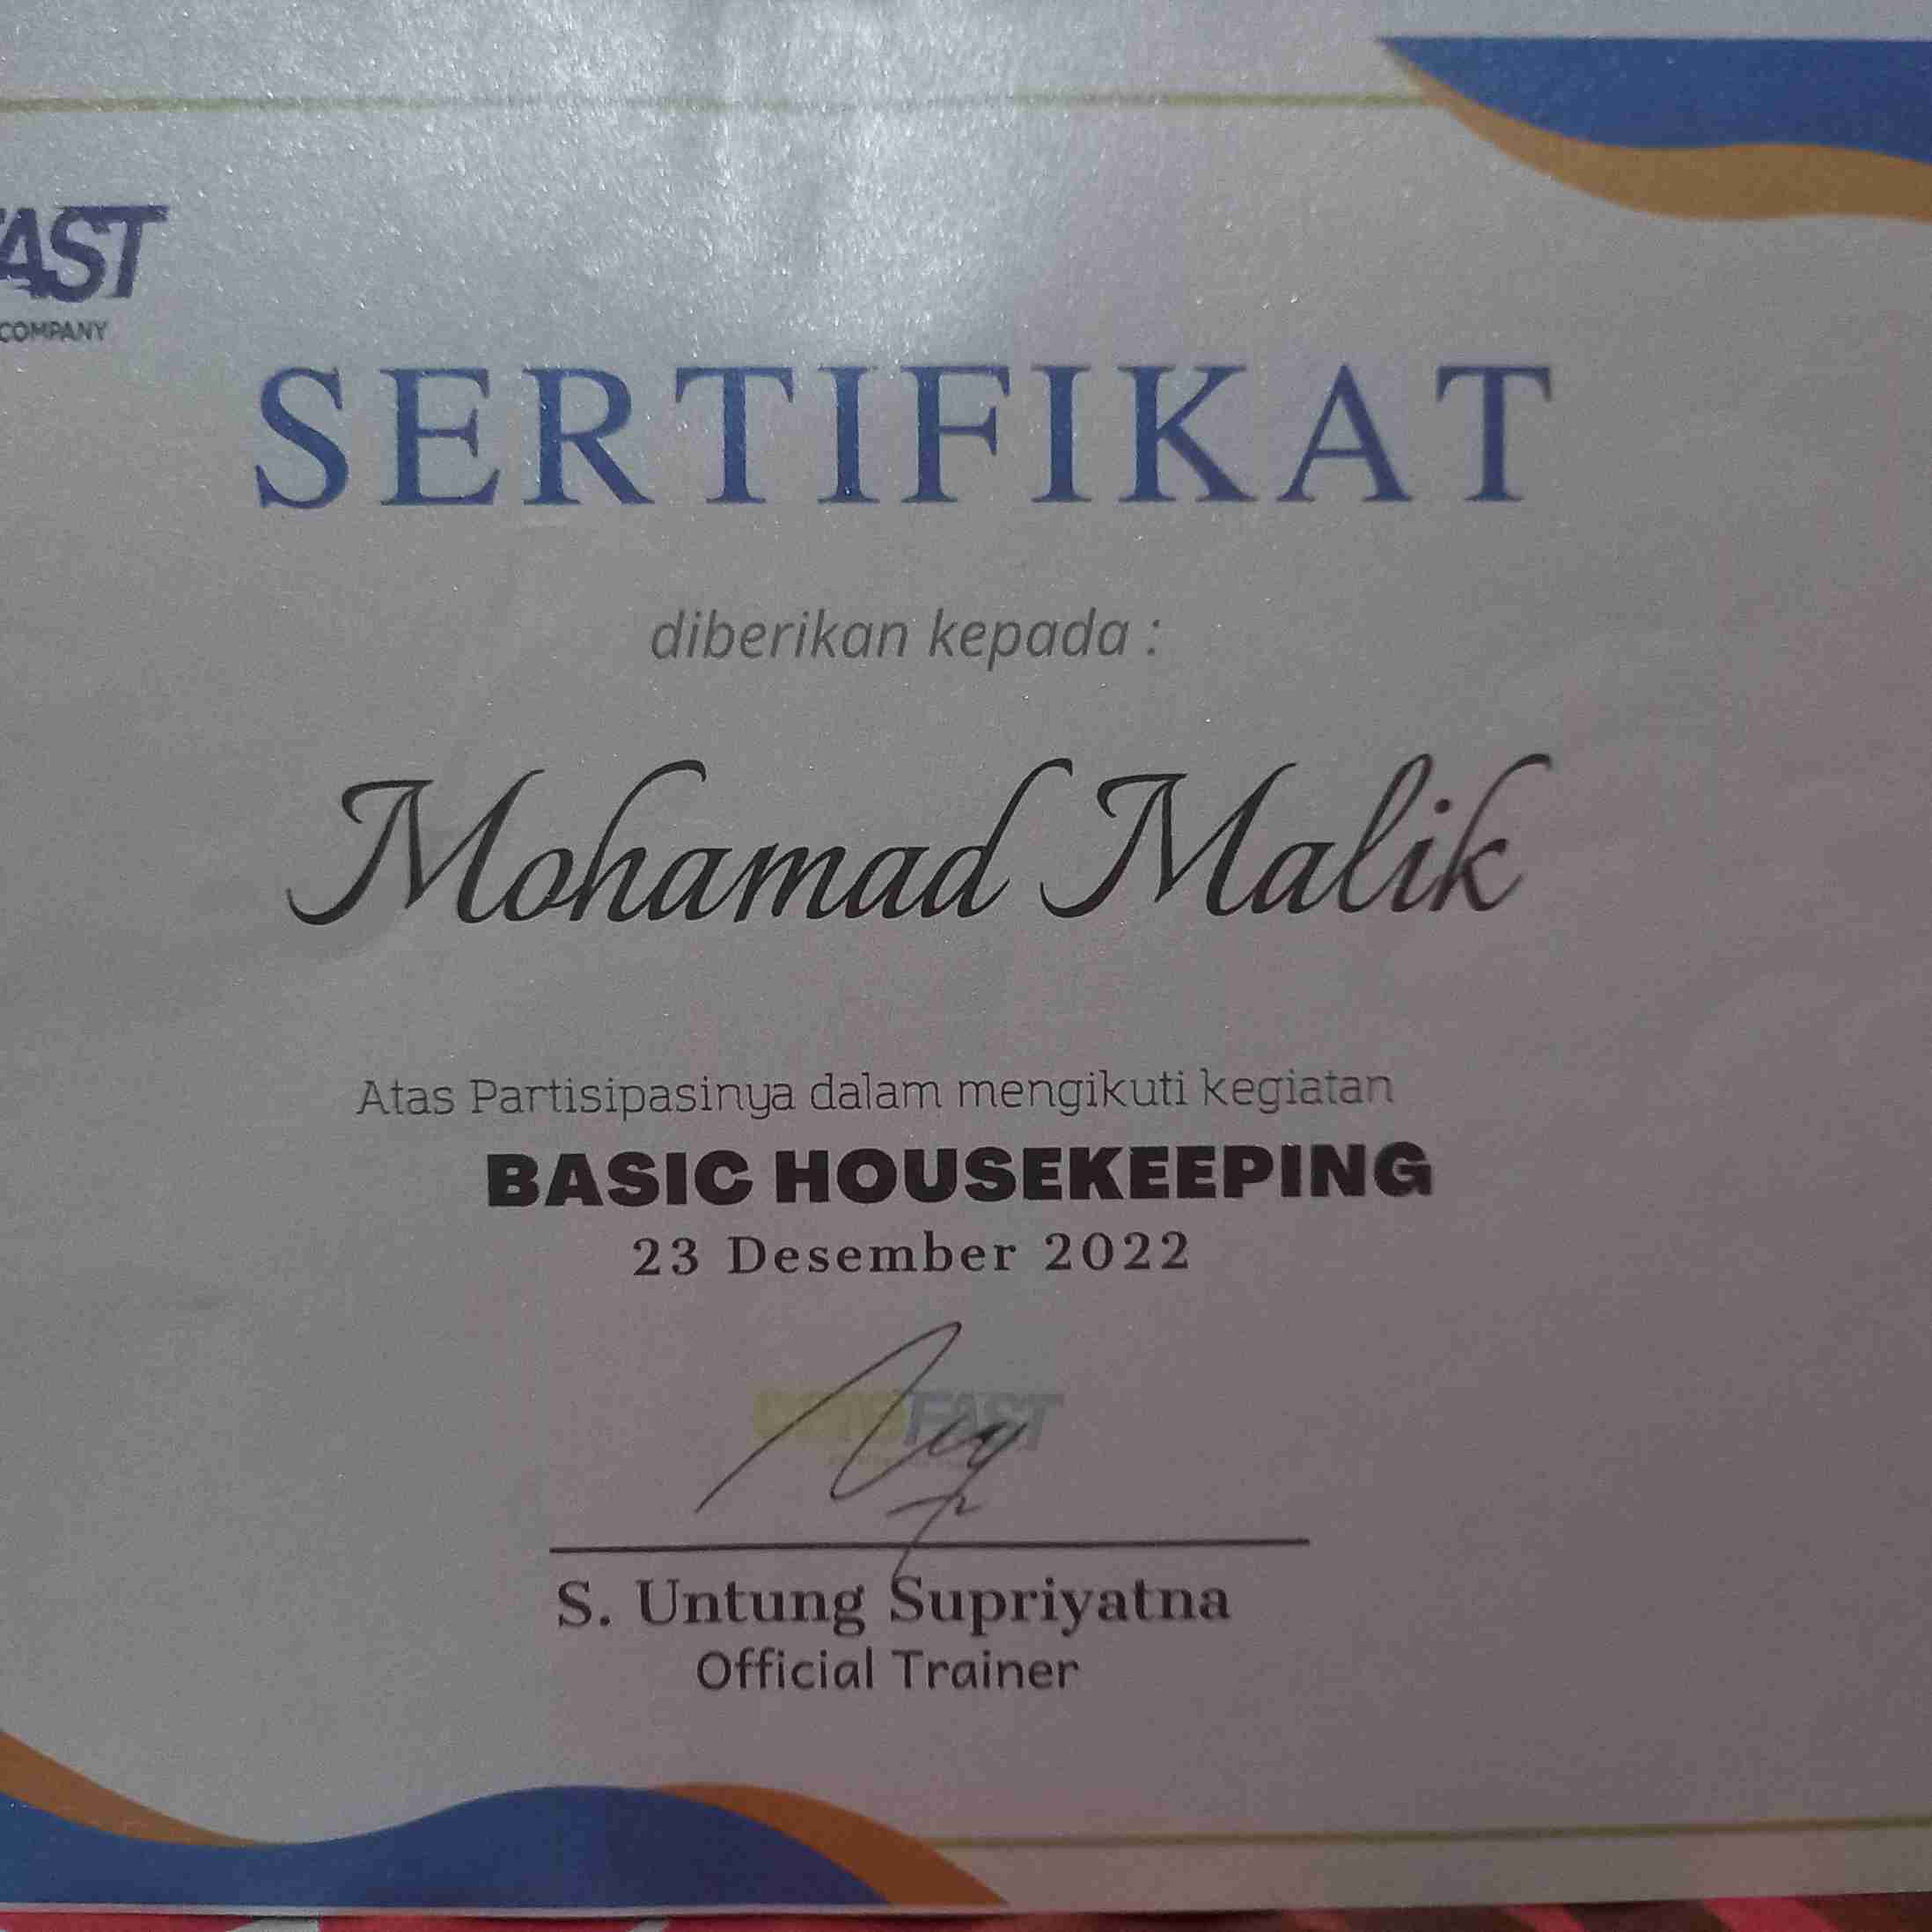 FAST
COMPANY
SERTIFIKAT
diberikan kepada :
Mohamad Malik
Atas Partisipasinya dalam mengikuti kegiatan
BASIC HOUSEKEEPING
23 Desember 2022
FAST
S. Untung Supriyatna
Official Trainer